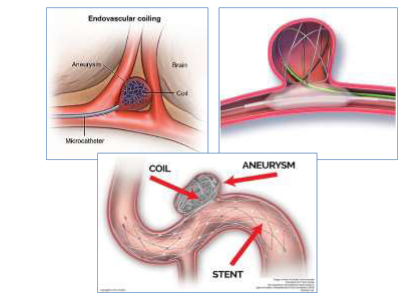 Endovascular coiling
Aneurysm
Brain
Coil
Microcatheter
COIL
ANEURYSM
STENT